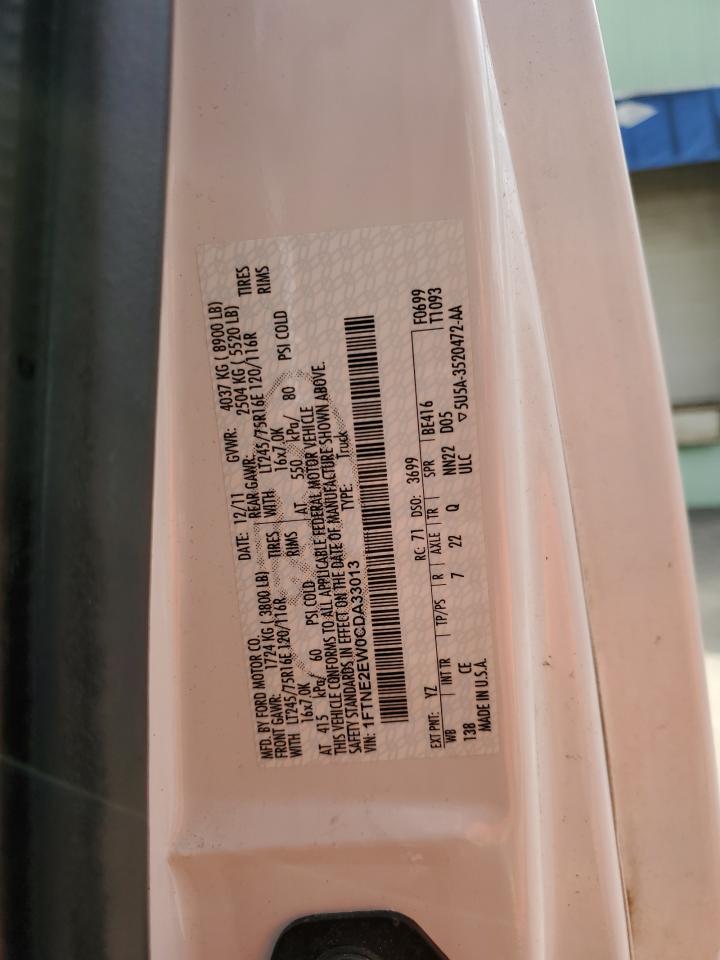 MFD. BY FORD MOTOR CO.
DATE: 12/11 GVWR: 4037 KG ( 8900 LB)
FRONT GAWR: 1724 KG ( 3800 LB) REAR GAWR: 2504 KG ( 5520 LB)
WITH LT245/75R16E 120/116R TIRES WITH LT245/75R16E 120/116R TIRES
16x7.0K RIMS 16x7.0K RIMS
AT 415 kPa/ 60 PSI COLD AT 550 kPa/ 80 PSI COLD
THIS VEHICLE CONFORMS TO ALL APPLICABLE FEDERAL MOTOR VEHICLE
SAFETY STANDARDS IN EFFECT ON THE DATE OF MANUFACTURE SHOWN ABOVE.
VIN: 1FTNE2EW0CDA33013 TYPE: Truck
EXT PNT: YZ RC: 71 DSO: 3699 F0699
WB INT TR TP/PS R AXLE TR SPR BE416 T1093
138 CE 7 22 Q NN22 D05
MADE IN U.S.A. ULC ▽5U5A-3520472-AA